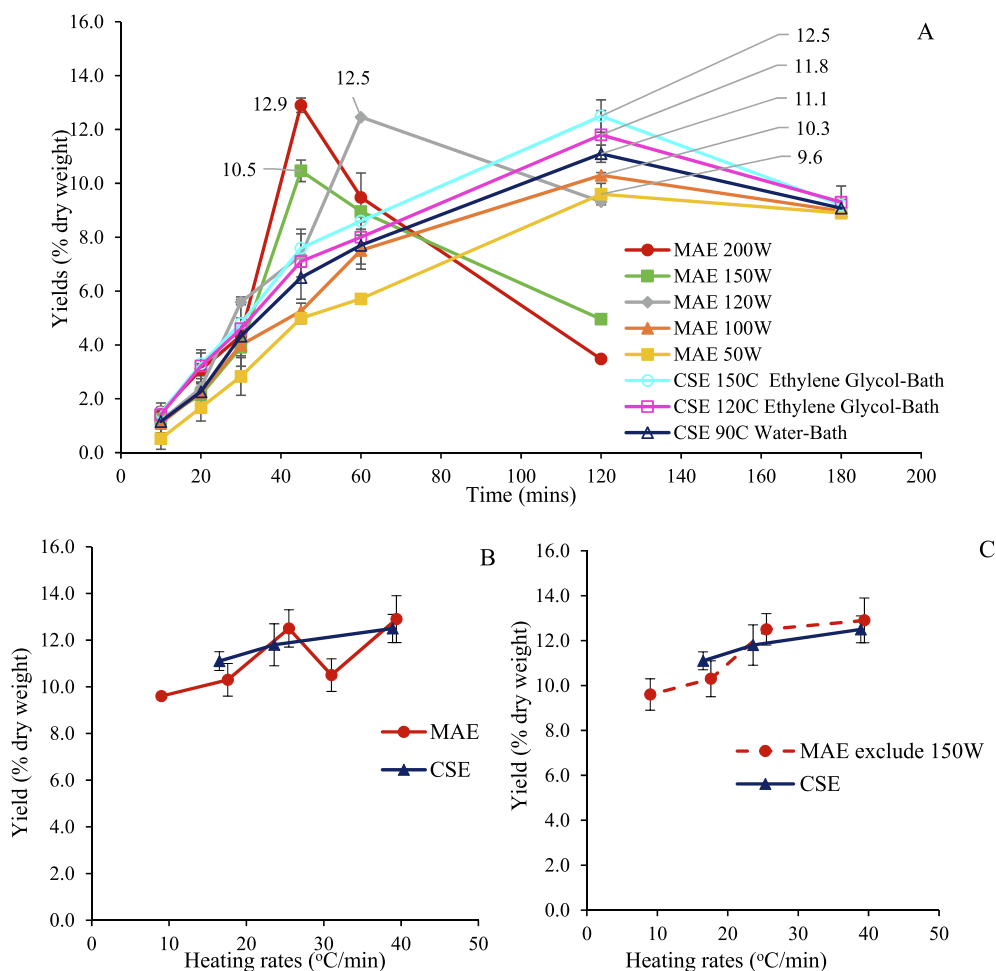 A
16.0
14.0
12.0
10.0
8.0
6.0
4.0
2.0
0.0
Yields (% dry weight)
12.9
10.5
12.5
12.5
11.8
11.1
10.3
9.6
MAE 200W
MAE 150W
MAE 120W
MAE 100W
MAE 50W
CSE 150C Ethylene Glycol-Bath
CSE 120C Ethylene Glycol-Bath
CSE 90C Water-Bath
0 20 40 60 80 100 120 140 160 180 200
Time (mins)
B
16.0
14.0
12.0
10.0
8.0
6.0
4.0
2.0
0.0
Yield (% dry weight)
MAE
CSE
0 10 20 30 40 50
Heating rates (°C/min)
C
16.0
14.0
12.0
10.0
8.0
6.0
4.0
2.0
0.0
Yield (% dry weight)
MAE exclude 150W
CSE
0 10 20 30 40 50
Heating rates (°C/min)